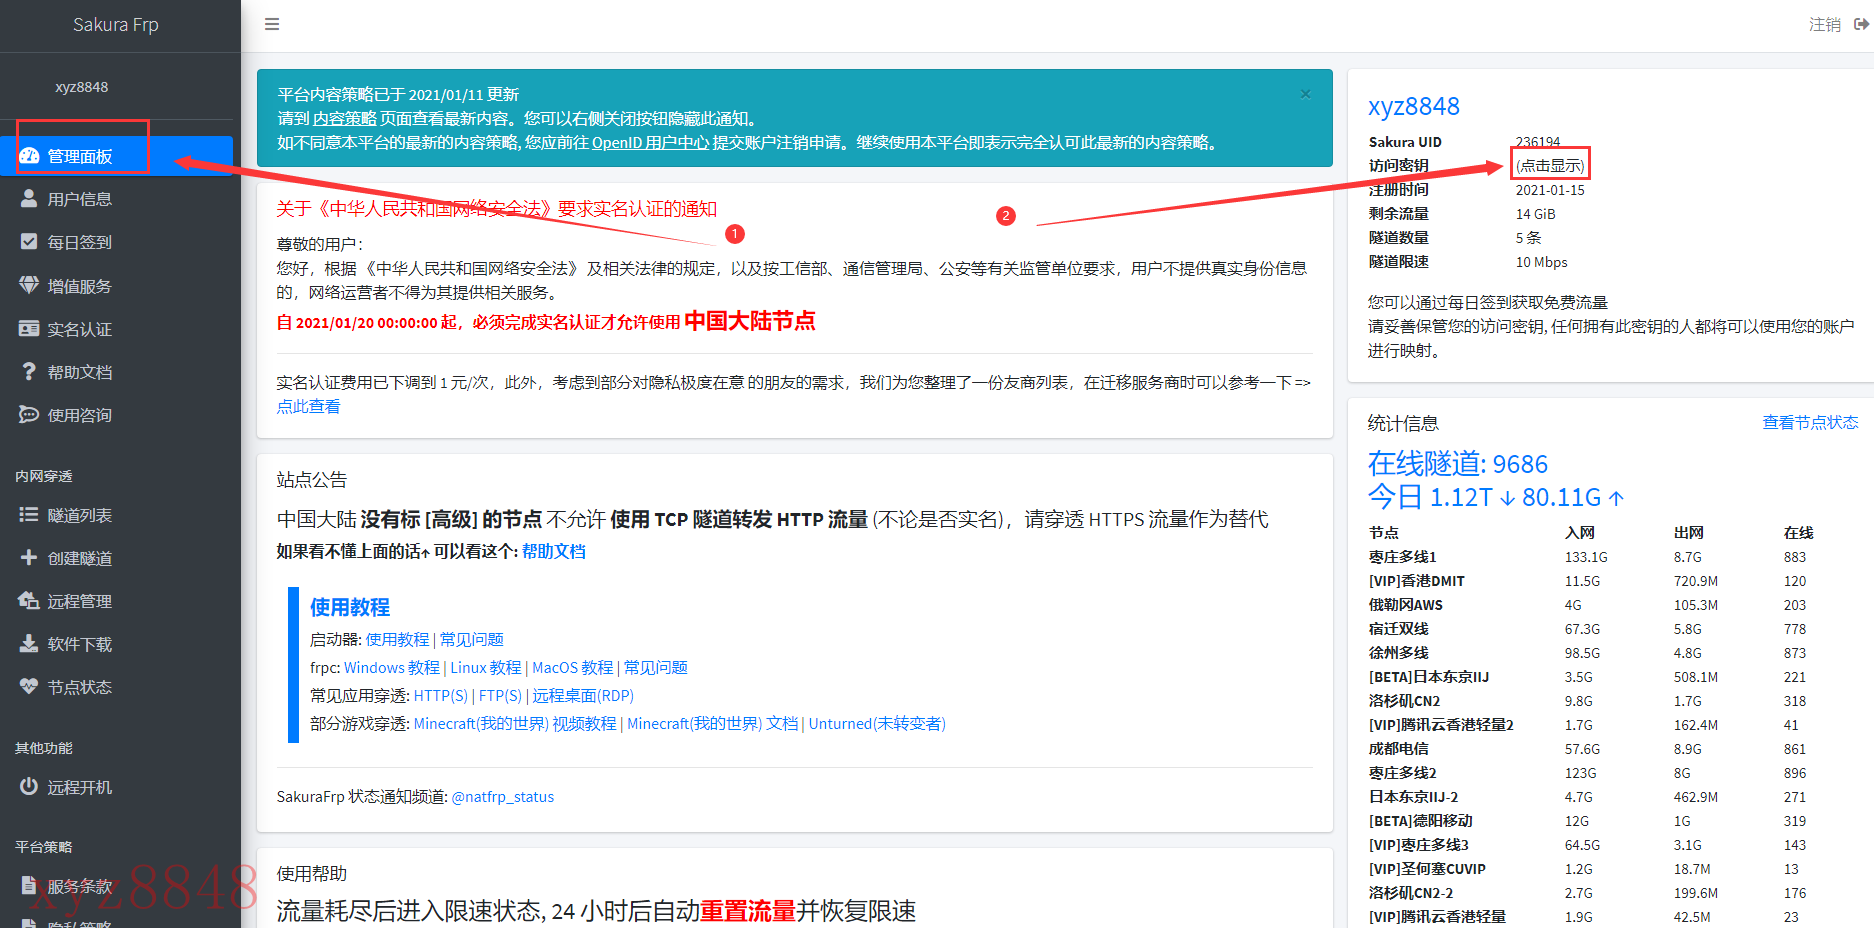 Sakura Frp
xyz8848
管理面板
用户信息
每日签到
增值服务
实名认证
帮助文档
使用咨询
内网穿透
隧道列表
创建隧道
远程管理
软件下载
节点状态
其他功能
远程开机
平台策略
服务条款
隐私策略
xyz8848
注销
平台内容策略已于 2021/01/11 更新
×
请到 内容策略 页面查看最新内容。您可以右侧关闭按钮隐藏此通知。
如不同意本平台的最新的内容策略, 您应前往 OpenID 用户中心 提交账户注销申请。继续使用本平台即表示完全认可此最新的内容策略。
关于《中华人民共和国网络安全法》要求实名认证的通知
1
2
尊敬的用户：
您好，根据 《中华人民共和国网络安全法》 及相关法律的规定，以及按工信部、通信管理局、公安等有关监管单位要求，用户不提供真实身份信息
的，网络运营者不得为其提供相关服务。
自 2021/01/20 00:00:00 起，必须完成实名认证才允许使用 中国大陆节点
实名认证费用已下调到 1 元/次，此外，考虑到部分对隐私极度在意 的朋友的需求，我们为您整理了一份友商列表，在迁移服务商时可以参考一下 =>
点此查看
站点公告
中国大陆 没有标 [高级] 的节点 不允许 使用 TCP 隧道转发 HTTP 流量 (不论是否实名)，请穿透 HTTPS 流量作为替代
如果看不懂上面的话↑ 可以看这个: 帮助文档
使用教程
启动器: 使用教程 | 常见问题
frpc: Windows 教程 | Linux 教程 | MacOS 教程 | 常见问题
常见应用穿透: HTTP(S) | FTP(S) | 远程桌面(RDP)
部分游戏穿透: Minecraft(我的世界) 视频教程 | Minecraft(我的世界) 文档 | Unturned(未转变者)
SakuraFrp 状态通知频道: @natfrp_status
使用帮助
流量耗尽后进入限速状态, 24 小时后自动重置流量并恢复限速
xyz8848
Sakura UID 236194
访问密钥 (点击显示)
注册时间 2021-01-15
剩余流量 14 GiB
隧道数量 5 条
隧道限速 10 Mbps
您可以通过每日签到获取免费流量
请妥善保管您的访问密钥, 任何拥有此密钥的人都将可以使用您的账户
进行映射。
统计信息 查看节点状态
在线隧道: 9686
今日 1.12T ↓ 80.11G ↑
节点 入网 出网 在线
枣庄多线1 133.1G 8.7G 883
[VIP]香港DMIT 11.5G 720.9M 120
俄勒冈AWS 4G 105.3M 203
宿迁双线 67.3G 5.8G 778
徐州多线 98.5G 4.8G 873
[BETA]日本东京IIJ 3.5G 508.1M 221
洛杉矶CN2 9.8G 1.7G 318
[VIP]腾讯云香港轻量2 1.7G 162.4M 41
成都电信 57.6G 8.9G 861
枣庄多线2 123G 8G 896
日本东京IIJ-2 4.7G 462.9M 271
[BETA]德阳移动 12G 1G 319
[VIP]枣庄多线3 64.5G 3.1G 143
[VIP]圣何塞CUVIP 1.2G 18.7M 13
洛杉矶CN2-2 2.7G 199.6M 176
[VIP]腾讯云香港轻量 1.9G 42.5M 23